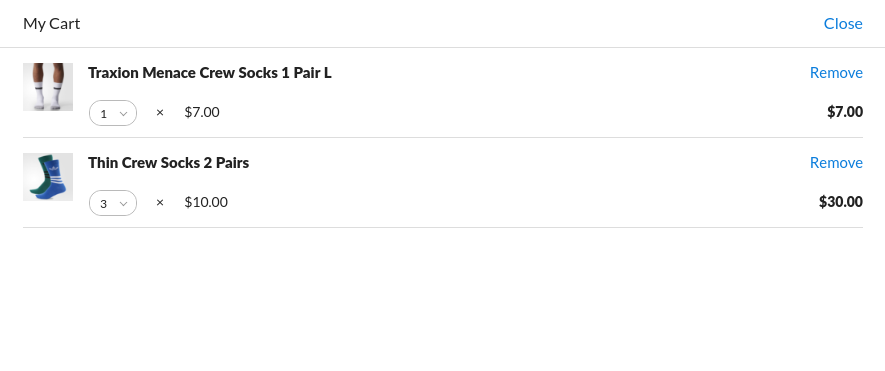 My Cart Close
Traxion Menace Crew Socks 1 Pair L Remove
1 × $7.00 $7.00
Thin Crew Socks 2 Pairs Remove
3 × $10.00 $30.00